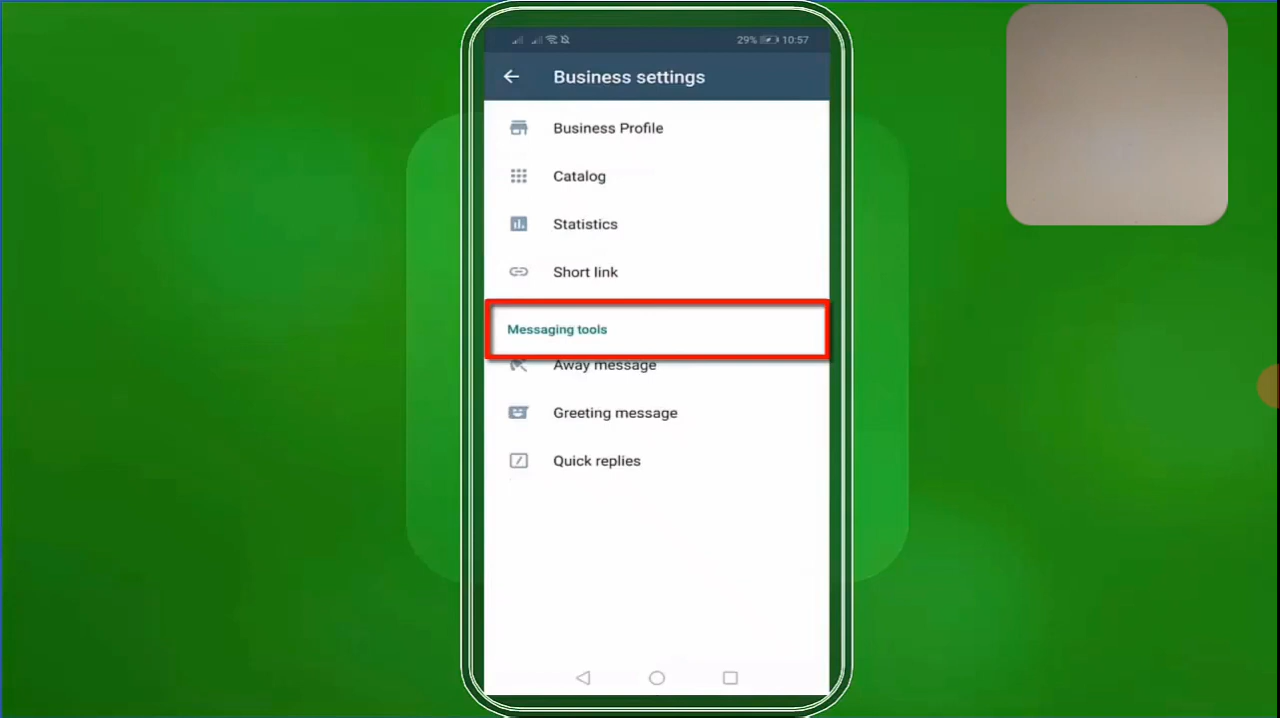 29% 10:57
Business settings
Business Profile
Catalog
Statistics
Short link
Messaging tools
Away message
Greeting message
Quick replies